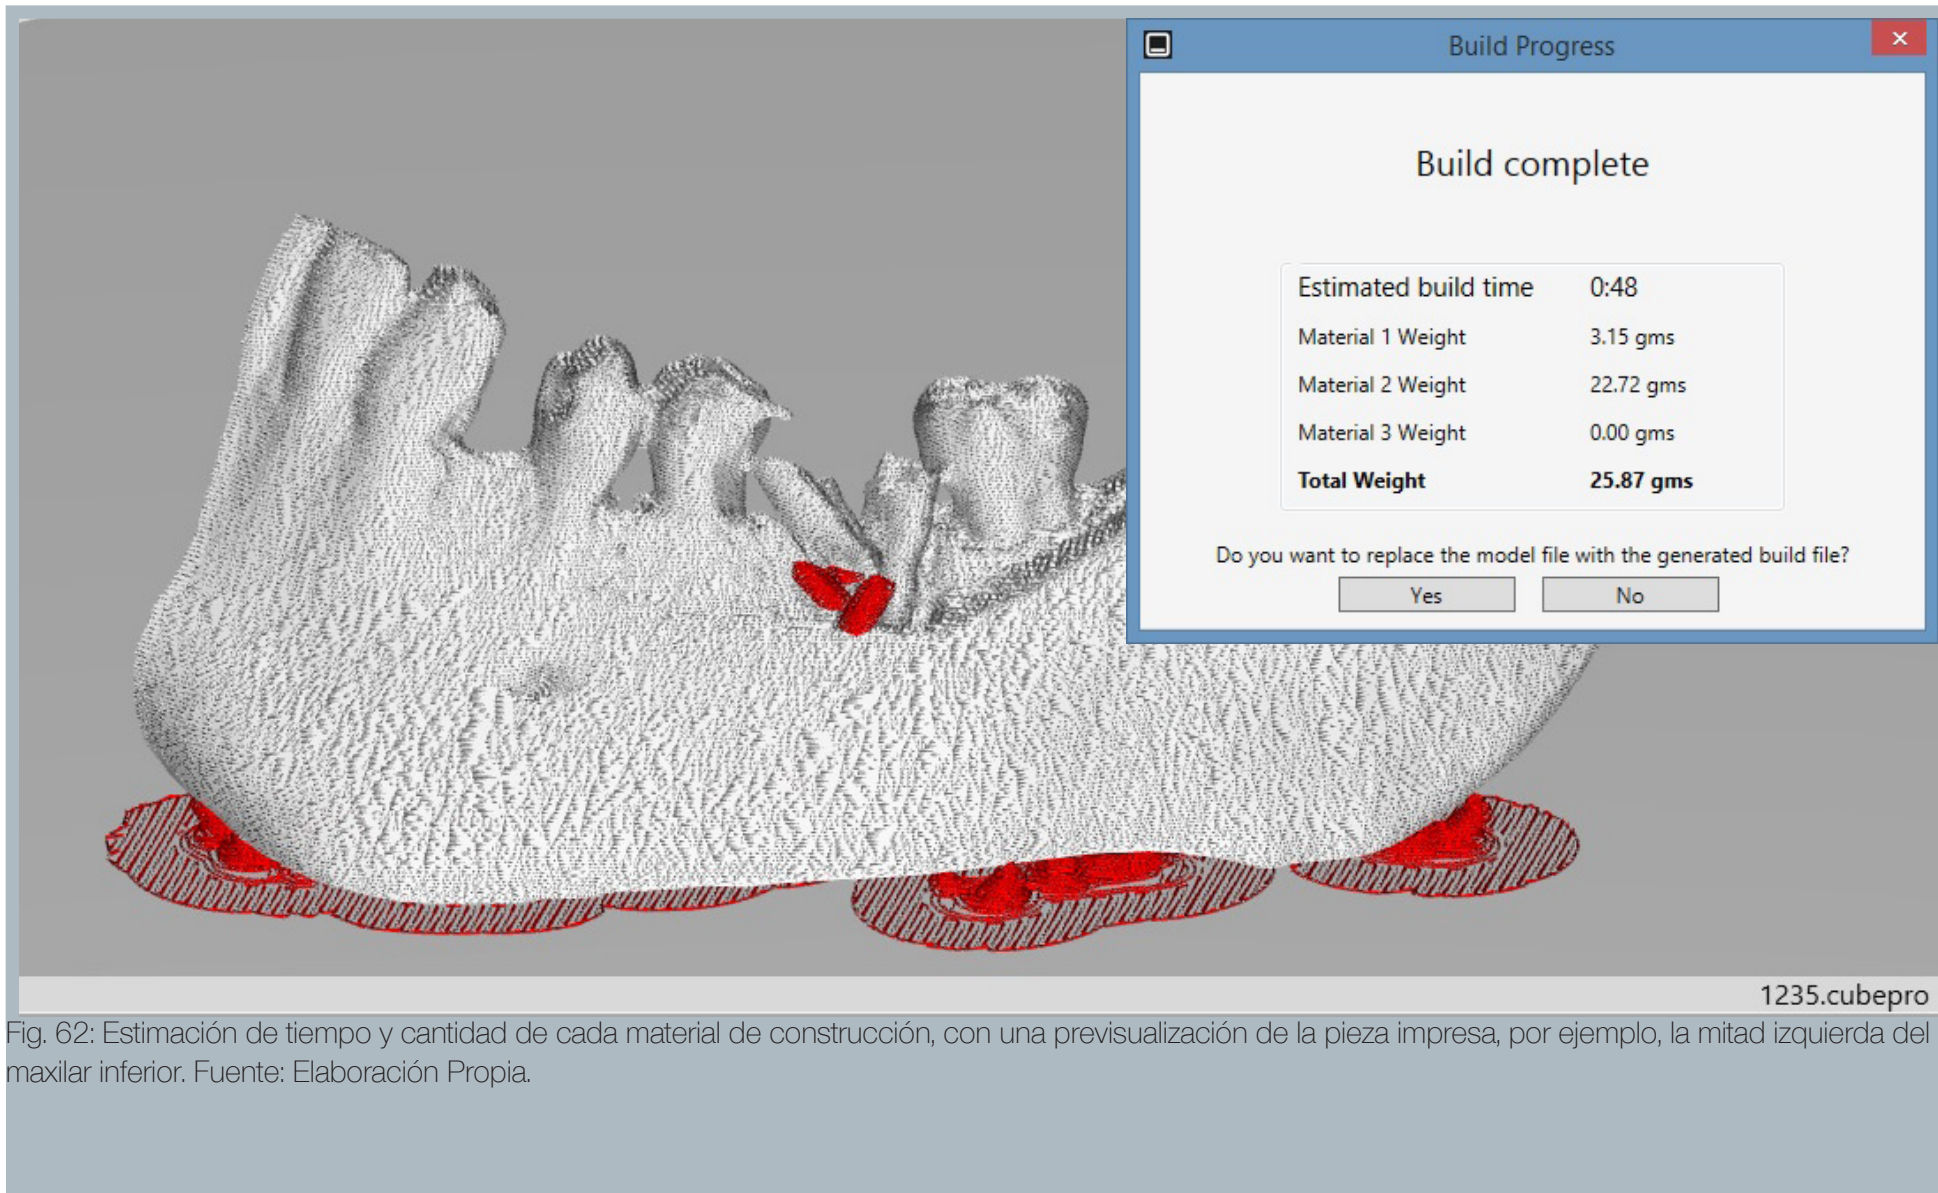 Build Progress
Build complete
Estimated build time 0:48
Material 1 Weight 3.15 gms
Material 2 Weight 22.72 gms
Material 3 Weight 0.00 gms
Total Weight 25.87 gms
Do you want to replace the model file with the generated build file?
Yes No
1235.cubepro
Fig. 62: Estimación de tiempo y cantidad de cada material de construcción, con una previsualización de la pieza impresa, por ejemplo, la mitad izquierda del
maxilar inferior. Fuente: Elaboración Propia.